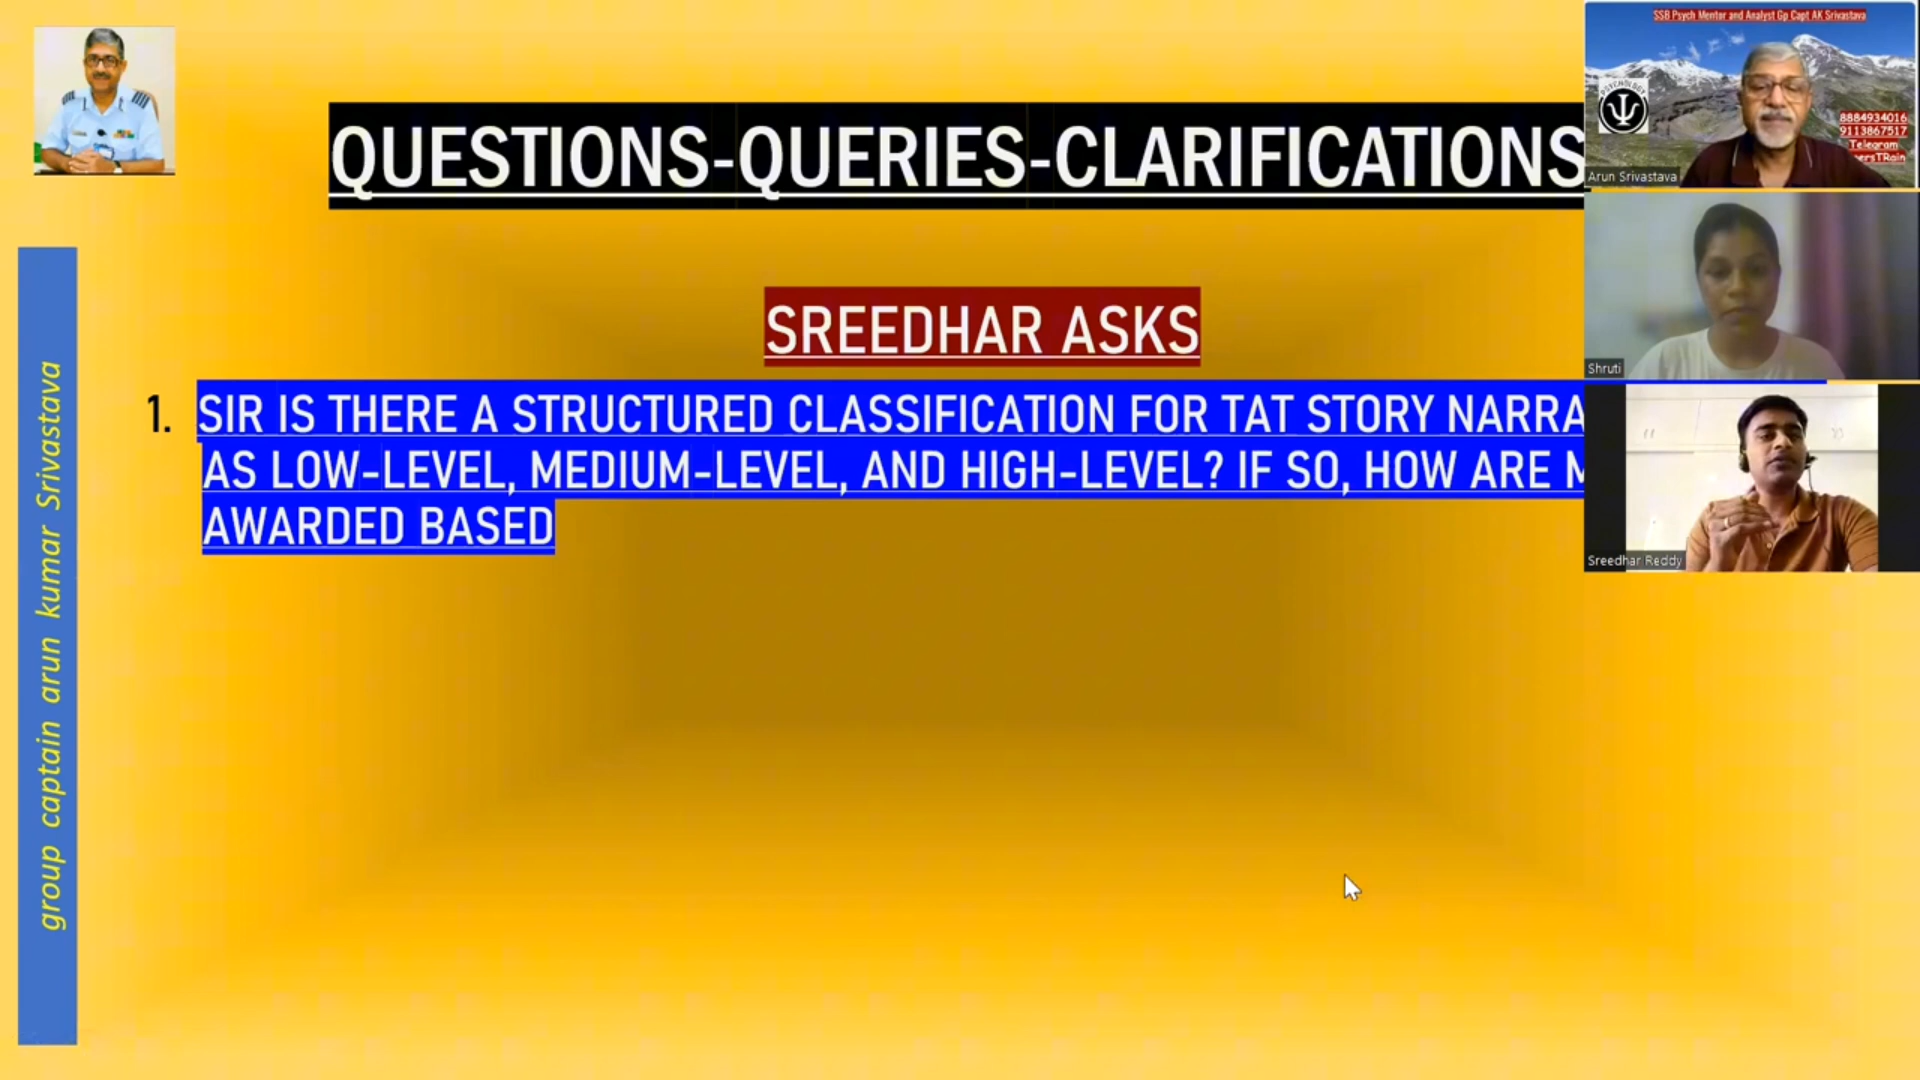 QUESTIONS-QUERIES-CLARIFICATIONS
SREEDHAR ASKS
1. SIR IS THERE A STRUCTURED CLASSIFICATION FOR TAT STORY
AS LOW-LEVEL, MEDIUM-LEVEL, AND HIGH-LEVEL? IF SO, HOW ARE
AWARDED BASED
group captain arun kumar Srivastava
SSB Psych Mentor and Analyst Gp Capt AK Srivastava
PSYCHOLOGY
8884934016
9113867517
Telegram
Arun Srivastava
Shruti
Sreedhar Reddy